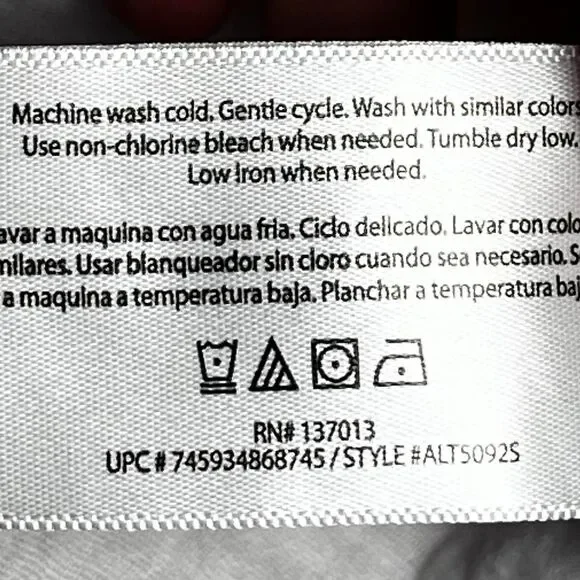 Machine wash cold. Gentle cycle. Wash with similar colors
Use non-chlorine bleach when needed. Tumble dry low.
Low Iron when needed.
avar a maquina con agua fria. Ciclo delicado. Lavar con colo
milares. Usar blanqueador sin cloro cuando sea necesario. S
a maquina a temperatura baja. Planchar a temperatura baj
RN# 137013
UPC # 745934868745 / STYLE #ALT5092S